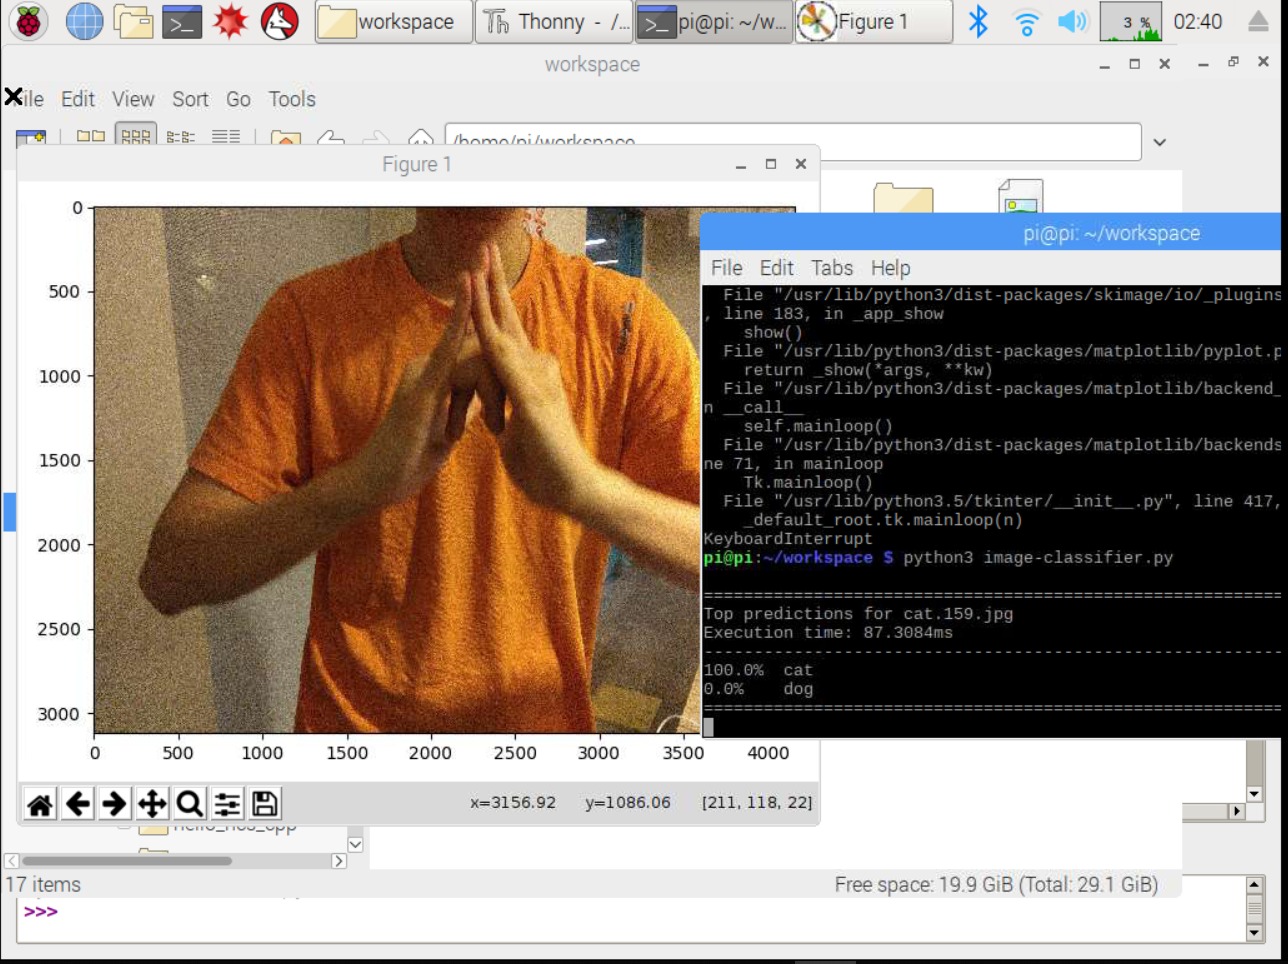 workspace
Thonny - /...
pi@pi: ~/w...
Figure 1
3 %
02:40
workspace
File Edit View Sort Go Tools
/home/pi/workspace
Figure 1
0
500
1000
1500
2000
2500
3000
0 500 1000 1500 2000 2500 3000 3500 4000
x=3156.92 y=1086.06 [211, 118, 22]
pi@pi: ~/workspace
File Edit Tabs Help
File "/usr/lib/python3/dist-packages/skimage/io/_plugins
, line 183, in _app_show
show()
File "/usr/lib/python3/dist-packages/matplotlib/pyplot.p
return _show(*args, **kw)
File "/usr/lib/python3/dist-packages/matplotlib/backend_
n __call__
self.mainloop()
File "/usr/lib/python3/dist-packages/matplotlib/backends
ne 71, in mainloop
Tk.mainloop()
File "/usr/lib/python3.5/tkinter/__init__.py", line 417,
_default_root.tk.mainloop(n)
KeyboardInterrupt
pi@pi:~/workspace $ python3 image-classifier.py
==========================================================
Top predictions for cat.159.jpg
Execution time: 87.3084ms
----------------------------------------------------------
100.0% cat
0.0% dog
==========================================================
17 items
Free space: 19.9 GiB (Total: 29.1 GiB)
>>>